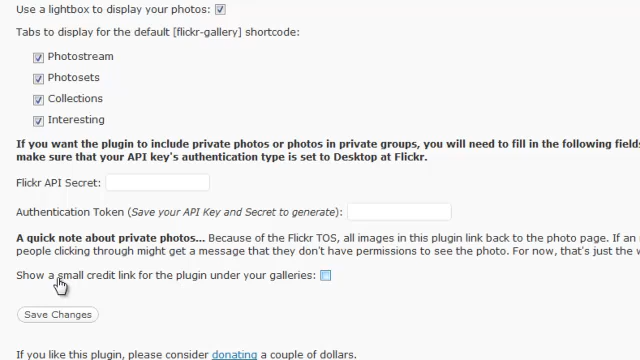 Use a lightbox to display your photos:
Tabs to display for the default [flickr-gallery] shortcode:
Photostream
Photosets
Collections
Interesting
If you want the plugin to include private photos or photos in private groups, you will need to fill in the following fields
make sure that your API key's authentication type is set to Desktop at Flickr.
Flickr API Secret:
Authentication Token (Save your API Key and Secret to generate):
A quick note about private photos... Because of the Flickr TOS, all images in this plugin link back to the photo page. If an
people clicking through might get a message that they don't have permissions to see the photo. For now, that's just the
Show a small credit link for the plugin under your galleries:
Save Changes
If you like this plugin, please consider donating a couple of dollars.